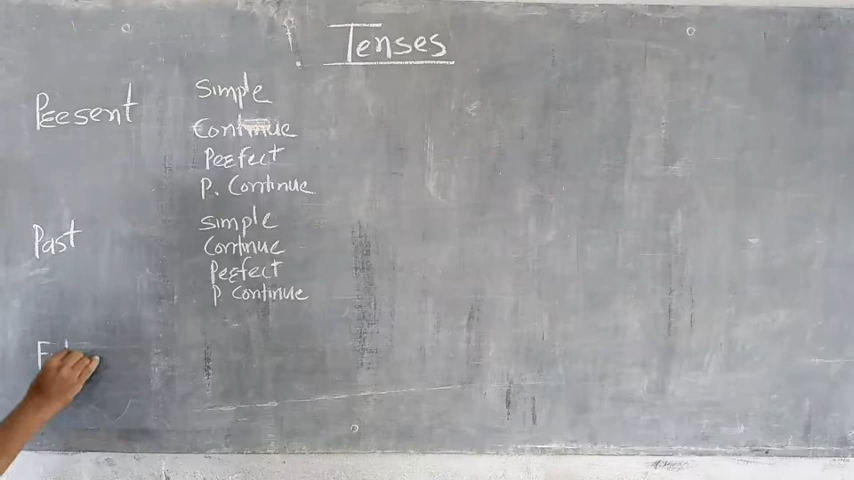 Tenses
Present
Simple
Continue
Perfect
P. Continue
Past
Simple
Continue
Perfect
P Continue